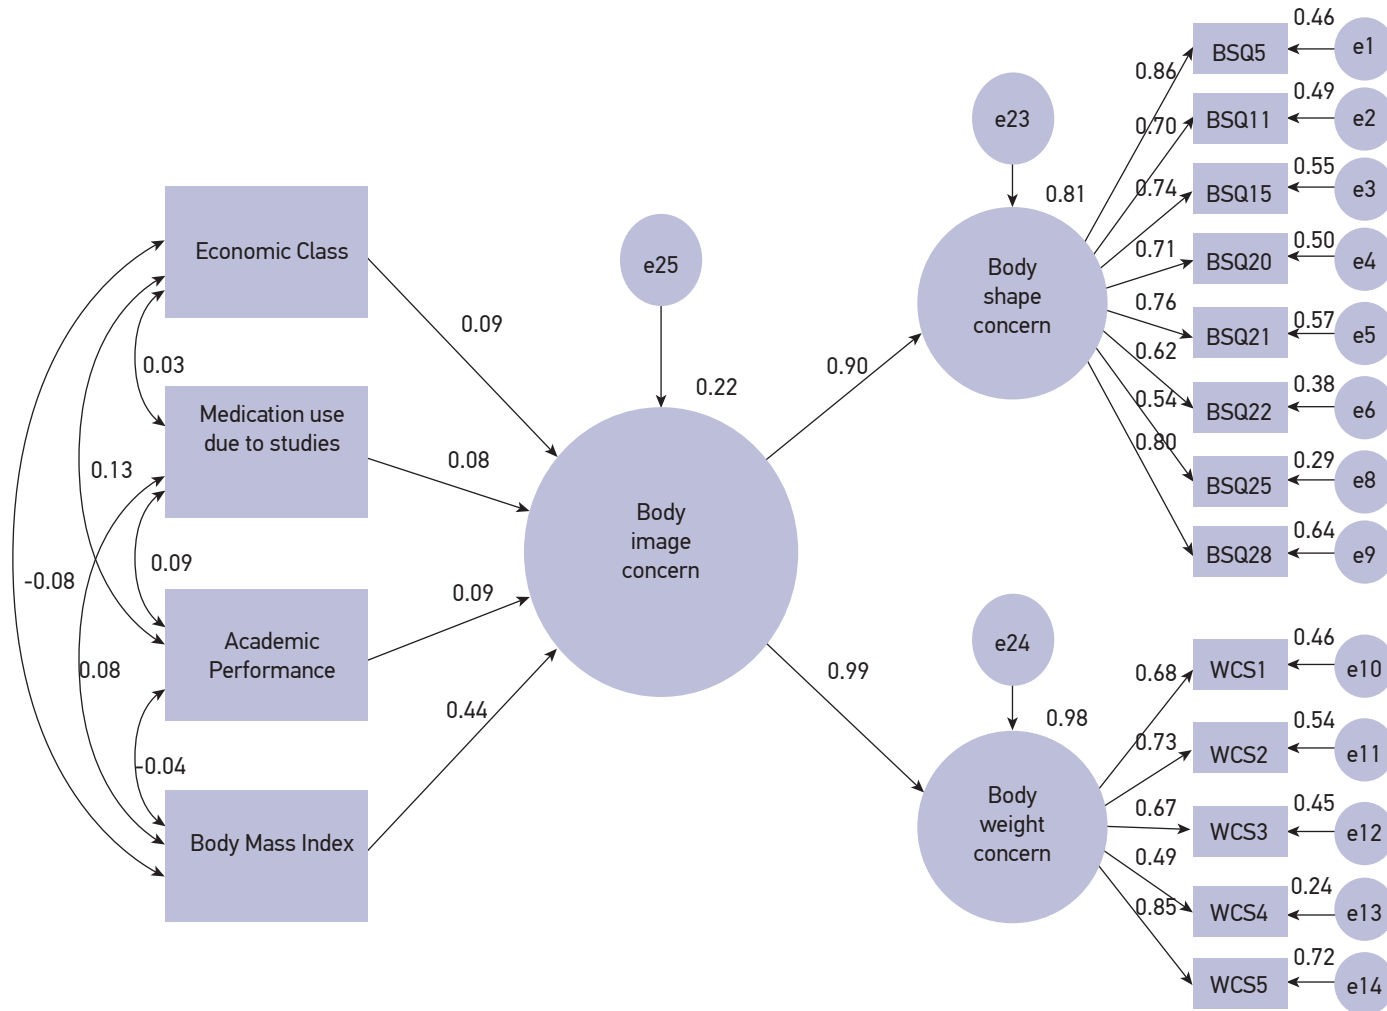 Economic Class
Medication use
due to studies
Academic
Performance
Body Mass Index
0.03
0.13
0.09
-0.08
0.08
-0.04
0.09
0.08
0.09
0.44
e25
0.22
Body
image
concern
0.90
0.99
e23
0.81
Body
shape
concern
e24
0.98
Body
weight
concern
0.86
0.70
0.74
0.71
0.76
0.62
0.54
0.80
BSQ5
0.46
e1
BSQ11
0.49
e2
BSQ15
0.55
e3
BSQ20
0.50
e4
BSQ21
0.57
e5
BSQ22
0.38
e6
BSQ25
0.29
e8
BSQ28
0.64
e9
0.68
0.73
0.67
0.49
0.85
WCS1
0.46
e10
WCS2
0.54
e11
WCS3
0.45
e12
WCS4
0.24
e13
WCS5
0.72
e14